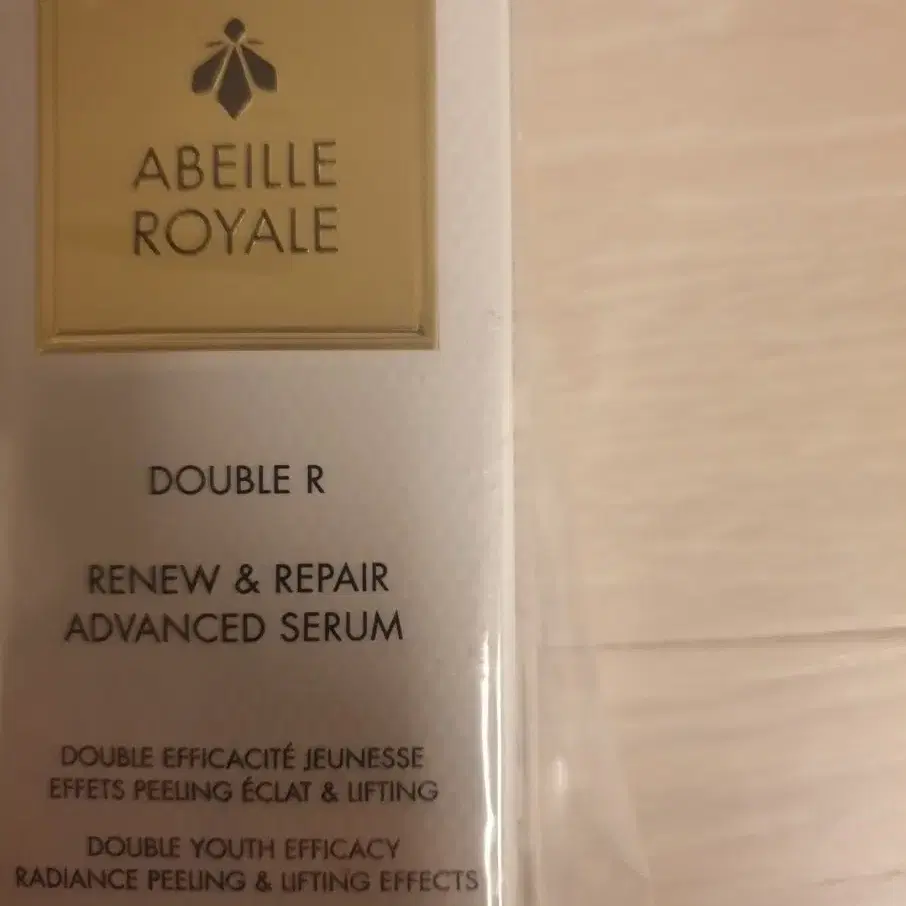 ABEILLE
ROYALE
DOUBLE R
RENEW & REPAIR
ADVANCED SERUM
DOUBLE EFFICACITÉ JEUNESSE
EFFETS PEELING ÉCLAT & LIFTING
DOUBLE YOUTH EFFICACY
RADIANCE PEELING & LIFTING EFFECTS